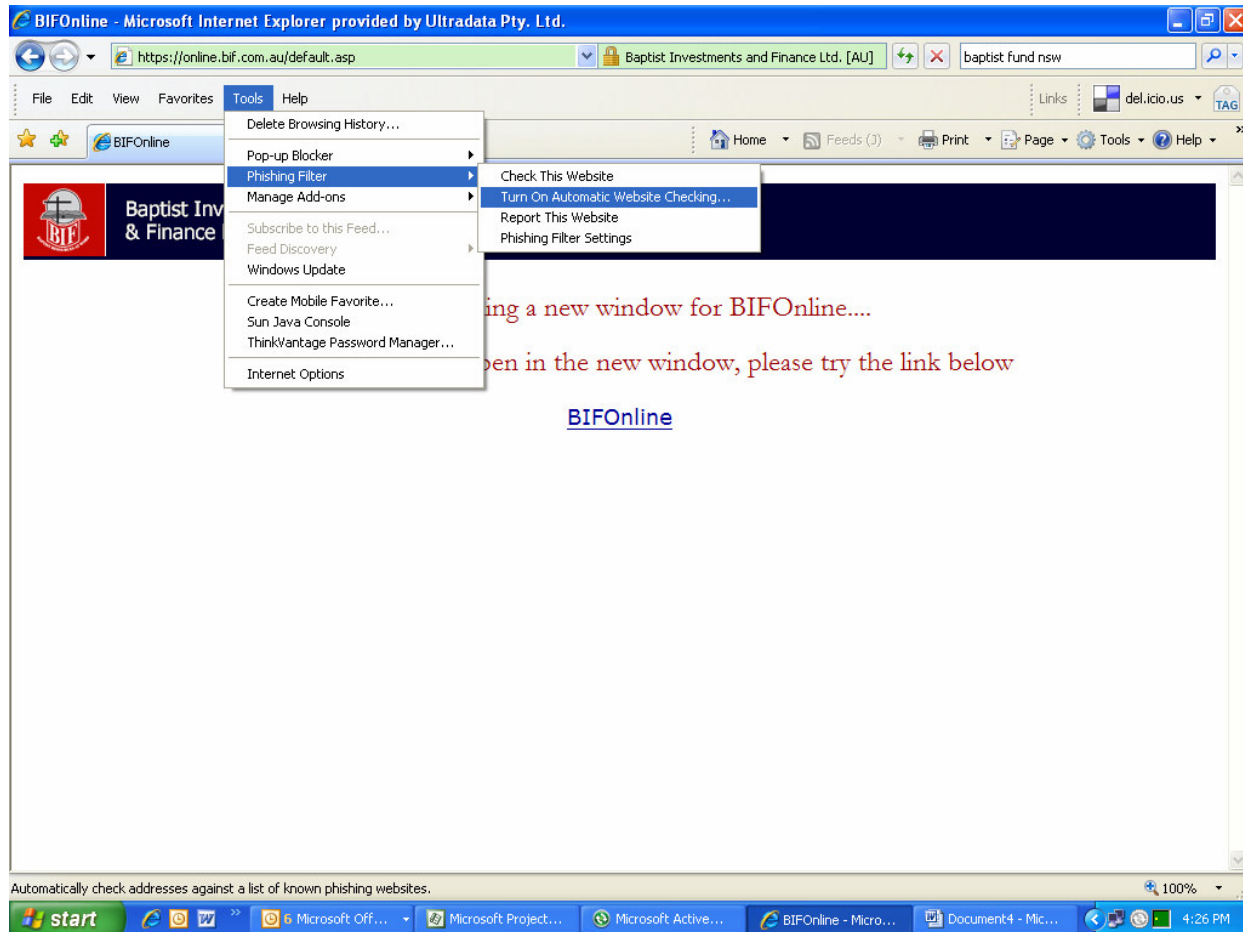 BIFOnline - Microsoft Internet Explorer provided by Ultradata Pty. Ltd.
https://online.bif.com.au/default.asp
Baptist Investments and Finance Ltd. [AU]
baptist fund nsw
File Edit View Favorites Tools Help
Links
del.icio.us
TAG
BIFOnline
Home
Feeds (J)
Print
Page
Tools
Help
»
Delete Browsing History...
Pop-up Blocker
Phishing Filter
Manage Add-ons
Subscribe to this Feed...
Feed Discovery
Windows Update
Create Mobile Favorite...
Sun Java Console
ThinkVantage Password Manager...
Internet Options
Check This Website
Turn On Automatic Website Checking...
Report This Website
Phishing Filter Settings
BIF
Baptist Inv
& Finance
ing a new window for BIFOnline....
pen in the new window, please try the link below
BIFOnline
Automatically check addresses against a list of known phishing websites.
100%
start
»
6 Microsoft Off...
Microsoft Project...
Microsoft Active...
BIFOnline - Micro...
Document4 - Mic...
4:26 PM